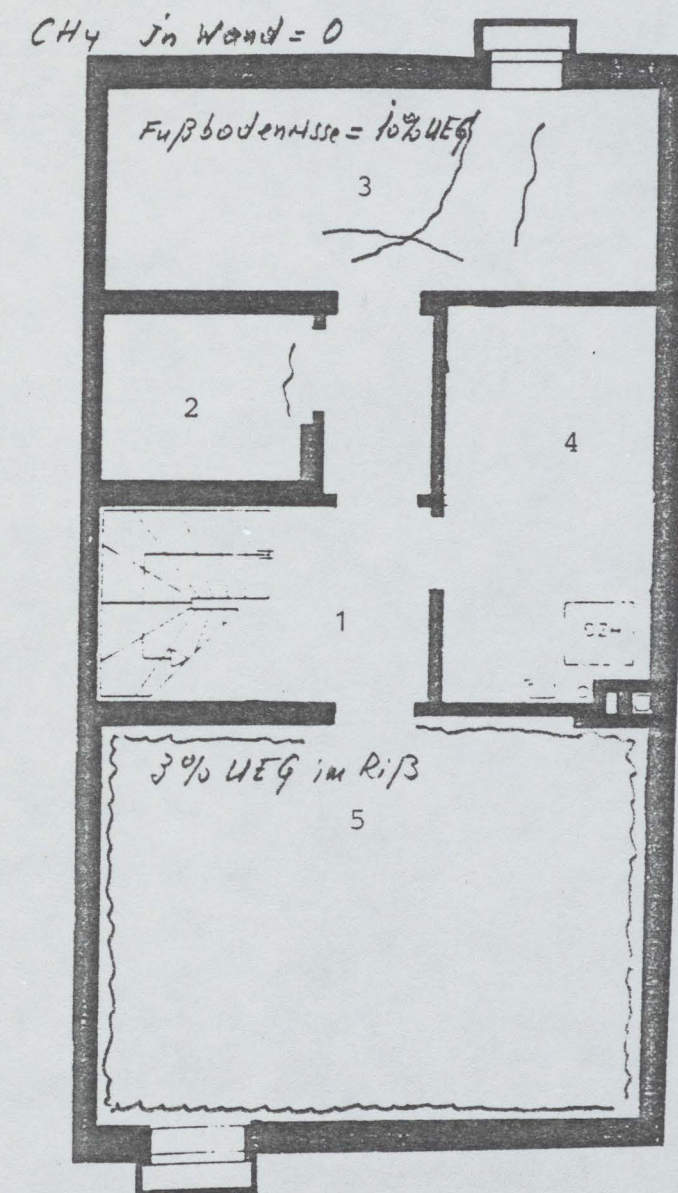 CH4 in Wand = 0
Fußbodenrisse = 10% UEG
3
2
4
1
3% UEG im Riß
5